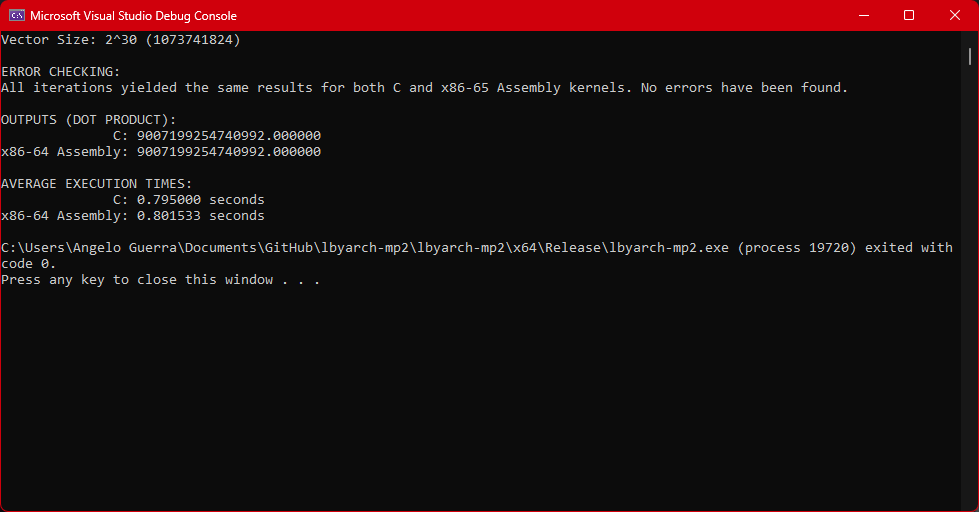 Microsoft Visual Studio Debug Console
Vector Size: 2^30 (1073741824)
ERROR CHECKING:
All iterations yielded the same results for both C and x86-65 Assembly kernels. No errors have been found.
OUTPUTS (DOT PRODUCT):
C: 9007199254740992.000000
x86-64 Assembly: 9007199254740992.000000
AVERAGE EXECUTION TIMES:
C: 0.795000 seconds
x86-64 Assembly: 0.801533 seconds
C:\Users\Angelo Guerra\Documents\GitHub\lbyarch-mp2\lbyarch-mp2\x64\Release\lbyarch-mp2.exe (process 19720) exited with
code 0.
Press any key to close this window . . .